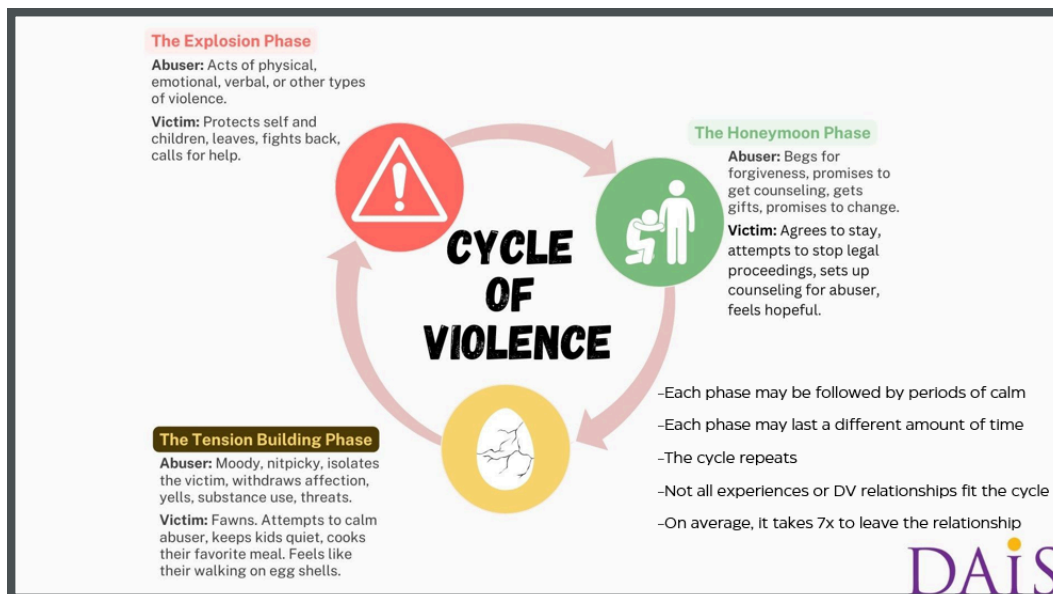 The Explosion Phase
Abuser: Acts of physical,
emotional, verbal, or other types
of violence.
Victim: Protects self and
children, leaves, fights back,
calls for help.
The Honeymoon Phase
Abuser: Begs for
forgiveness, promises to
get counseling, gets
gifts, promises to change.
Victim: Agrees to stay,
attempts to stop legal
proceedings, sets up
counseling for abuser,
feels hopeful.
CYCLE
OF
VIOLENCE
The Tension Building Phase
Abuser: Moody, nitpicky, isolates
the victim, withdraws affection,
yells, substance use, threats.
Victim: Fawns. Attempts to calm
abuser, keeps kids quiet, cooks
their favorite meal. Feels like
their walking on egg shells.
-Each phase may be followed by periods of calm
-Each phase may last a different amount of time
-The cycle repeats
-Not all experiences or DV relationships fit the cycle
-On average, it takes 7x to leave the relationship
DAiS